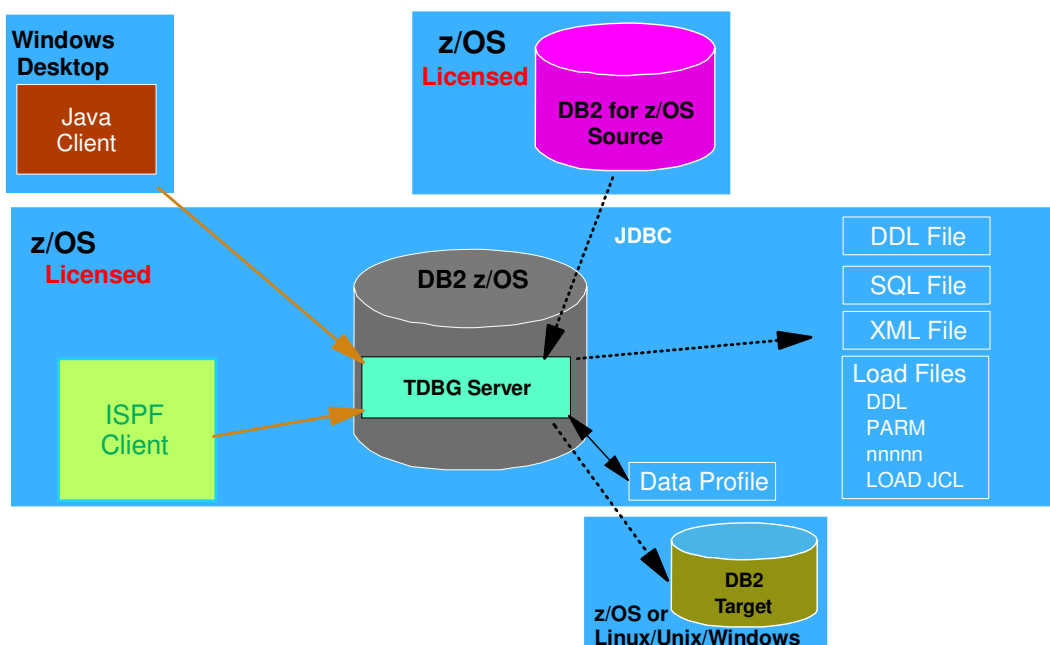 Windows
Desktop
Java
Client
z/OS
Licensed
DB2 for z/OS
Source
z/OS
Licensed
JDBC
DB2 z/OS
TDBG Server
ISPF
Client
Data Profile
DDL File
SQL File
XML File
Load Files
DDL
PARM
nnnnn
LOAD JCL
DB2
Target
z/OS or
Linux/Unix/Windows